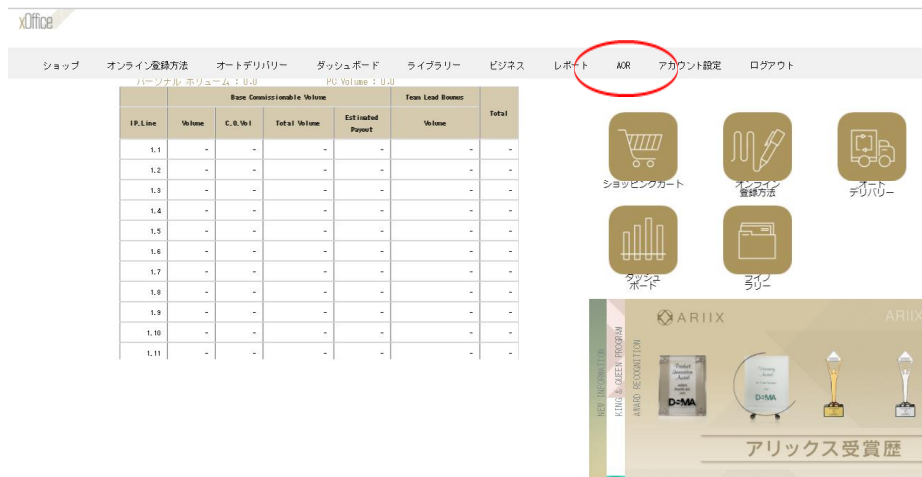 xOffice
ショップ オンライン登録方法 オートデリバリー ダッシュボード ライブラリー ビジネス レポート AOR アカウント設定 ログアウト
パーソナル ボリューム : 0.0 PC Volume : 0.0
Base Commissionable Volume Team Lead Bounus Total
IP.Line Volume C.O.Vol Total Volume Estimated Payout Volume
1.1 - - - - - -
1.2 - - - - - -
1.3 - - - - - -
1.4 - - - - - -
1.5 - - - - - -
1.6 - - - - - -
1.7 - - - - - -
1.8 - - - - - -
1.9 - - - - - -
1.10 - - - - - -
1.11 - - - - - -
ショッピングカート
オンライン
登録方法
オート
デリバリー
ダッシュ
ボード
ライブ
ラリー
NEW INFORMATION
KING & QUEEN PROGRAM
AWARD RECOGNITION
ARIIX
ARIIX
アリックス受賞歴